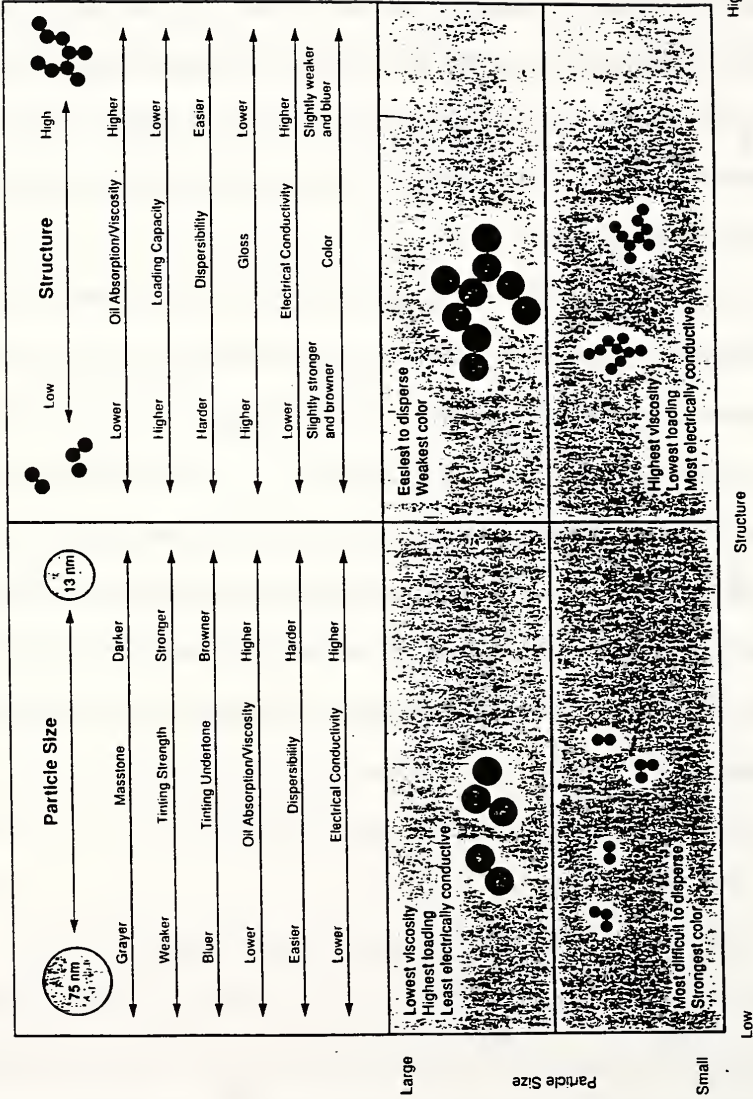 Particle Size
75 nm 13 nm
Grayer Masstone Darker
Weaker Tinting Strength Stronger
Bluer Tinting Undertone Browner
Lower Oil Absorption/Viscosity Higher
Easier Dispersibility Harder
Lower Electrical Conductivity Higher
Structure
Low High
Lower Oil Absorption/Viscosity Higher
Higher Loading Capacity Lower
Harder Dispersibility Easier
Higher Gloss Lower
Lower Electrical Conductivity Higher
Slightly stronger Color Slightly weaker
and browner and bluer
Large
Particle Size
Small
Lowest viscosity
Highest loading
Least electrically conductive
Easiest to disperse
Weakest color
Most difficult to disperse
Strongest color
Highest viscosity
Lowest loading
Most electrically conductive
Low Structure Hig